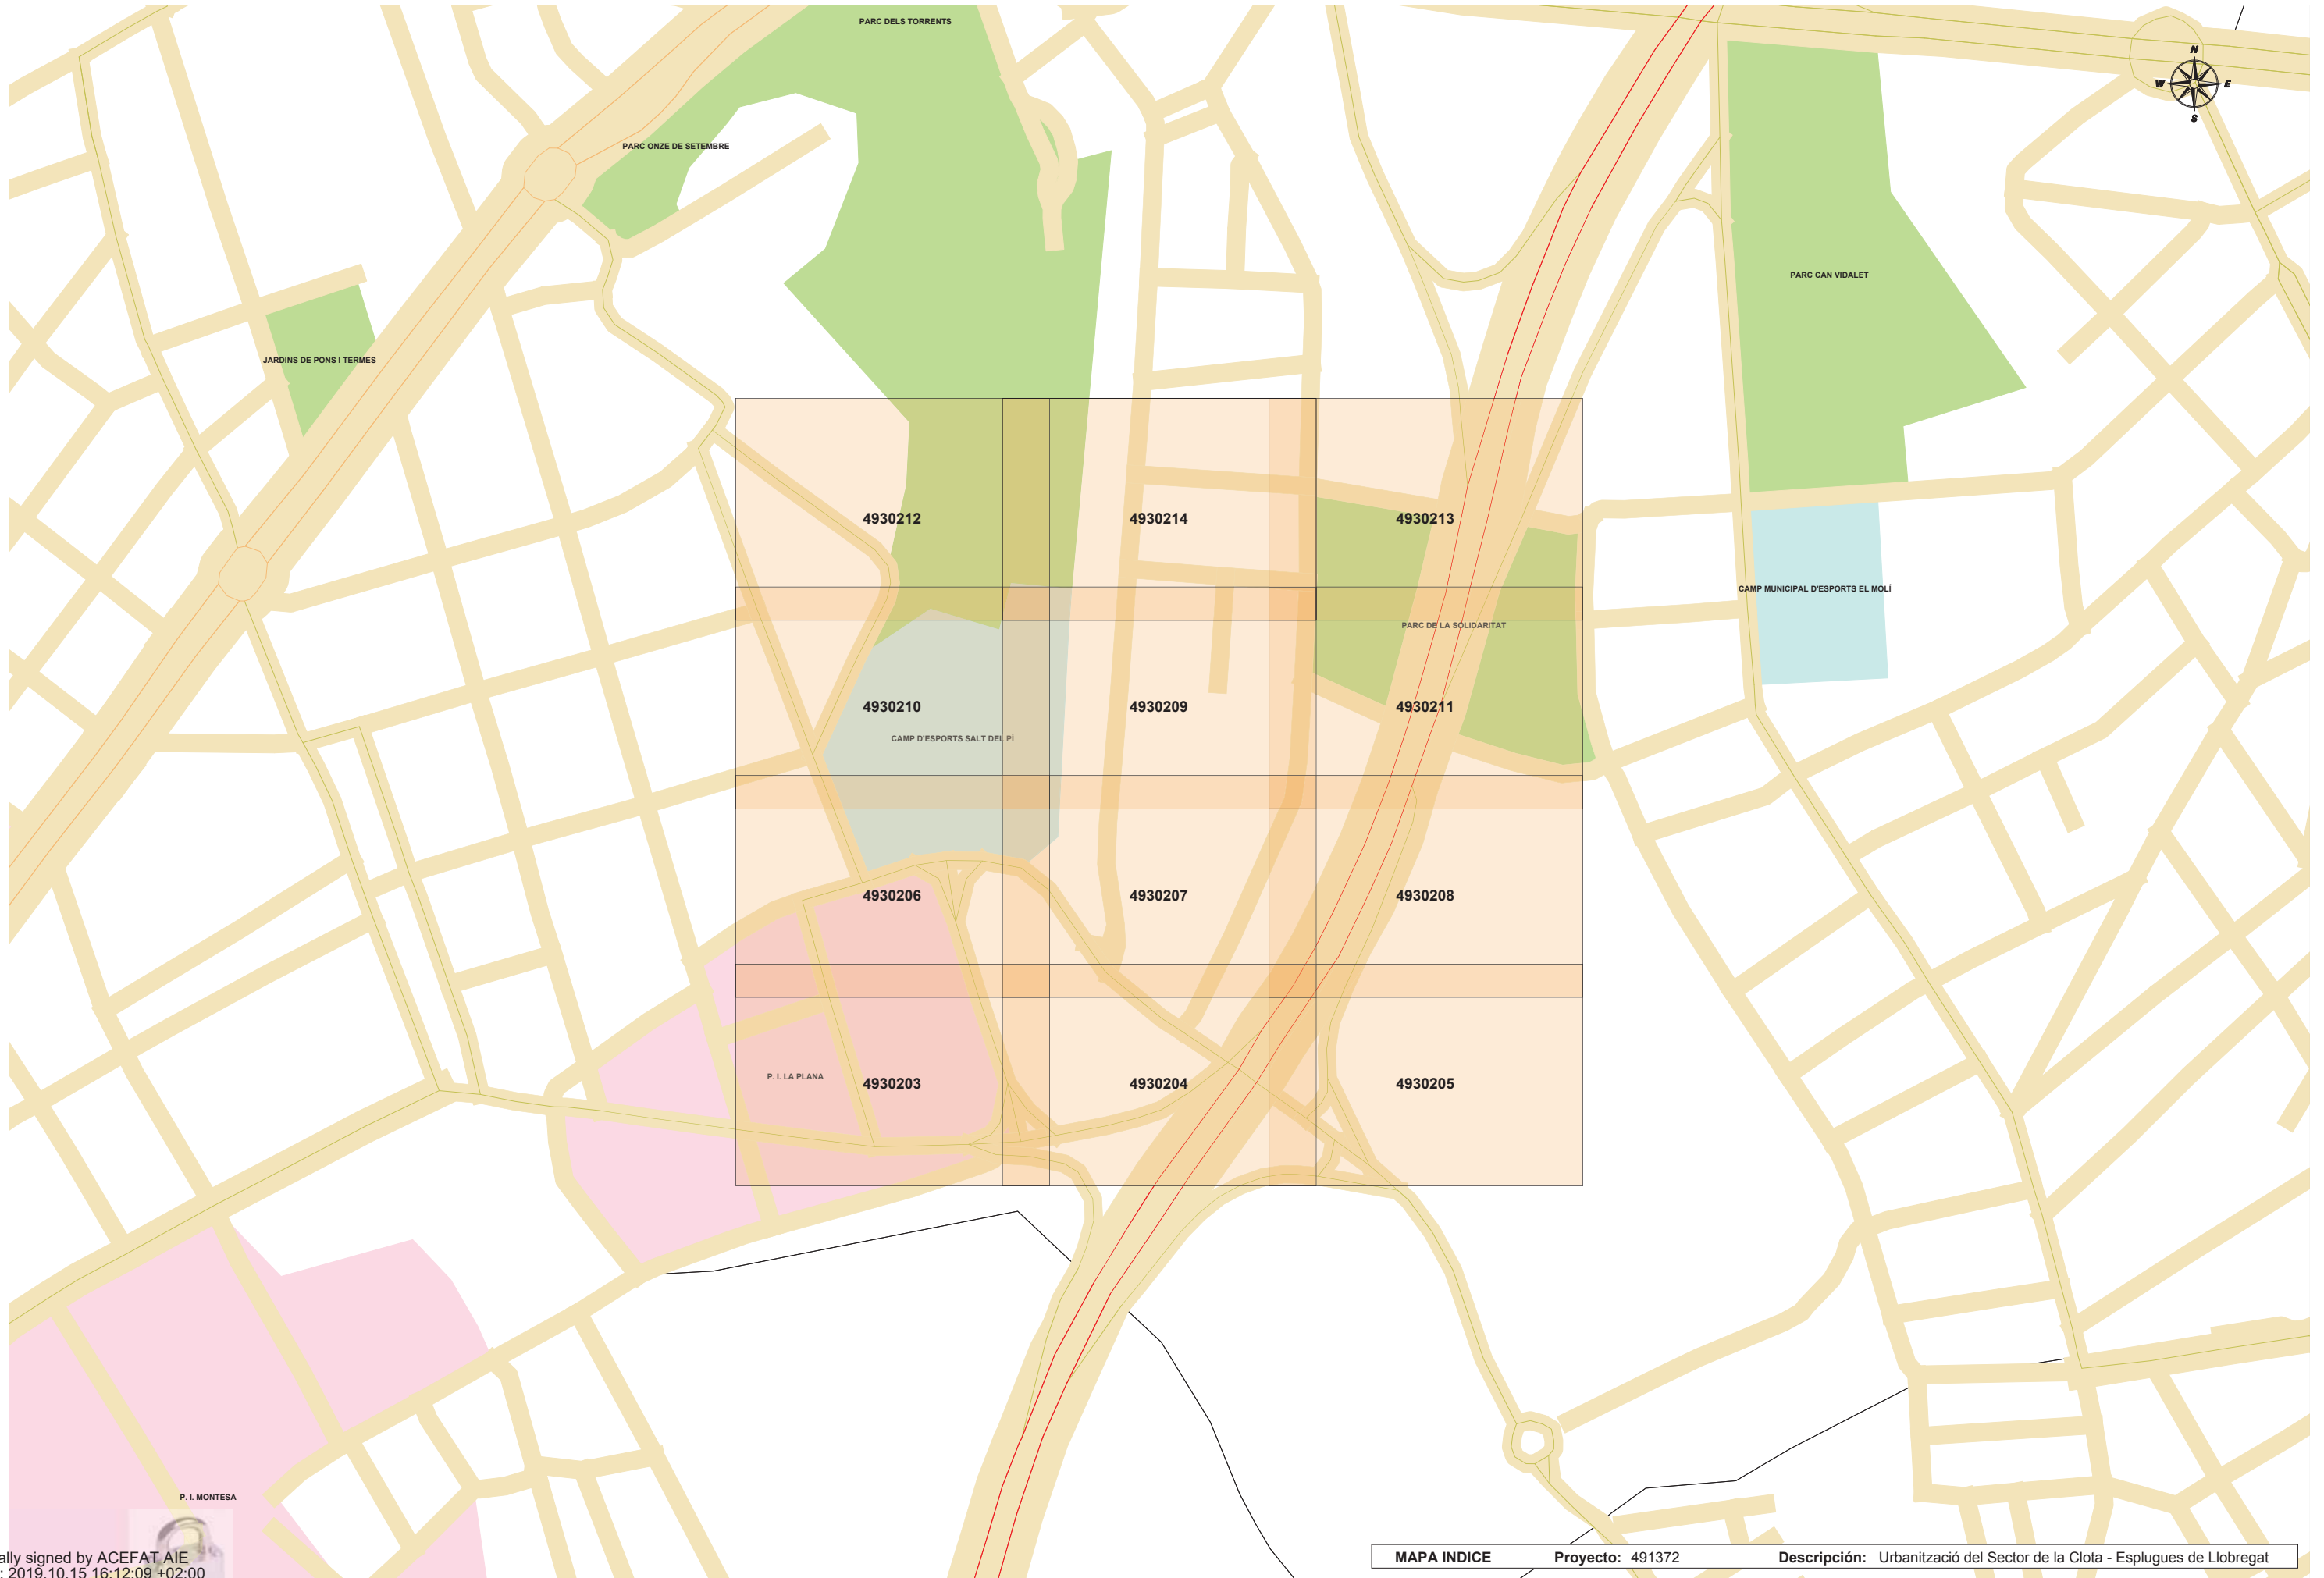 PARC DELS TORRENTS
N
W E
S
PARC ONZE DE SETEMBRE
PARC CAN VIDALET
JARDINS DE PONS I TERMES
4930212 4930214 4930213
CAMP MUNICIPAL D'ESPORTS EL MOLÍ
PARC DE LA SOLIDARITAT
4930210 4930209 4930211
CAMP D'ESPORTS SALT DEL PÍ
4930206 4930207 4930208
P. I. LA PLANA
4930203 4930204 4930205
P. I. MONTESA
ally signed by ACEFAT AIE
: 2019.10.15 16:12:09 +02:00
MAPA INDICE Proyecto: 491372 Descripción: Urbanització del Sector de la Clota - Esplugues de Llobregat